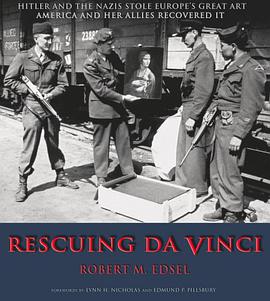 HITLER AND THE NAZIS STOLE EUROPE'S GREAT ART
AMERICA AND HER ALLIES RECOVERED IT
RESCUING DA VINCI
ROBERT M. EDSEL
FOREWORDS BY LYNN H. NICHOLAS AND EDMUND P. PILLSBURY